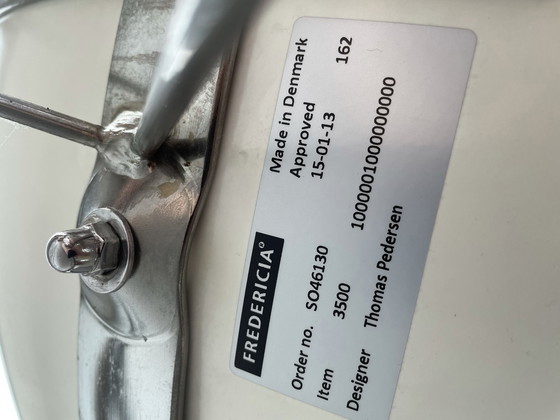 FREDERICIA
Made in Denmark
Approved
15-01-13
162
Order no. SO46130
Item 3500 1000001000000000
Designer Thomas Pedersen